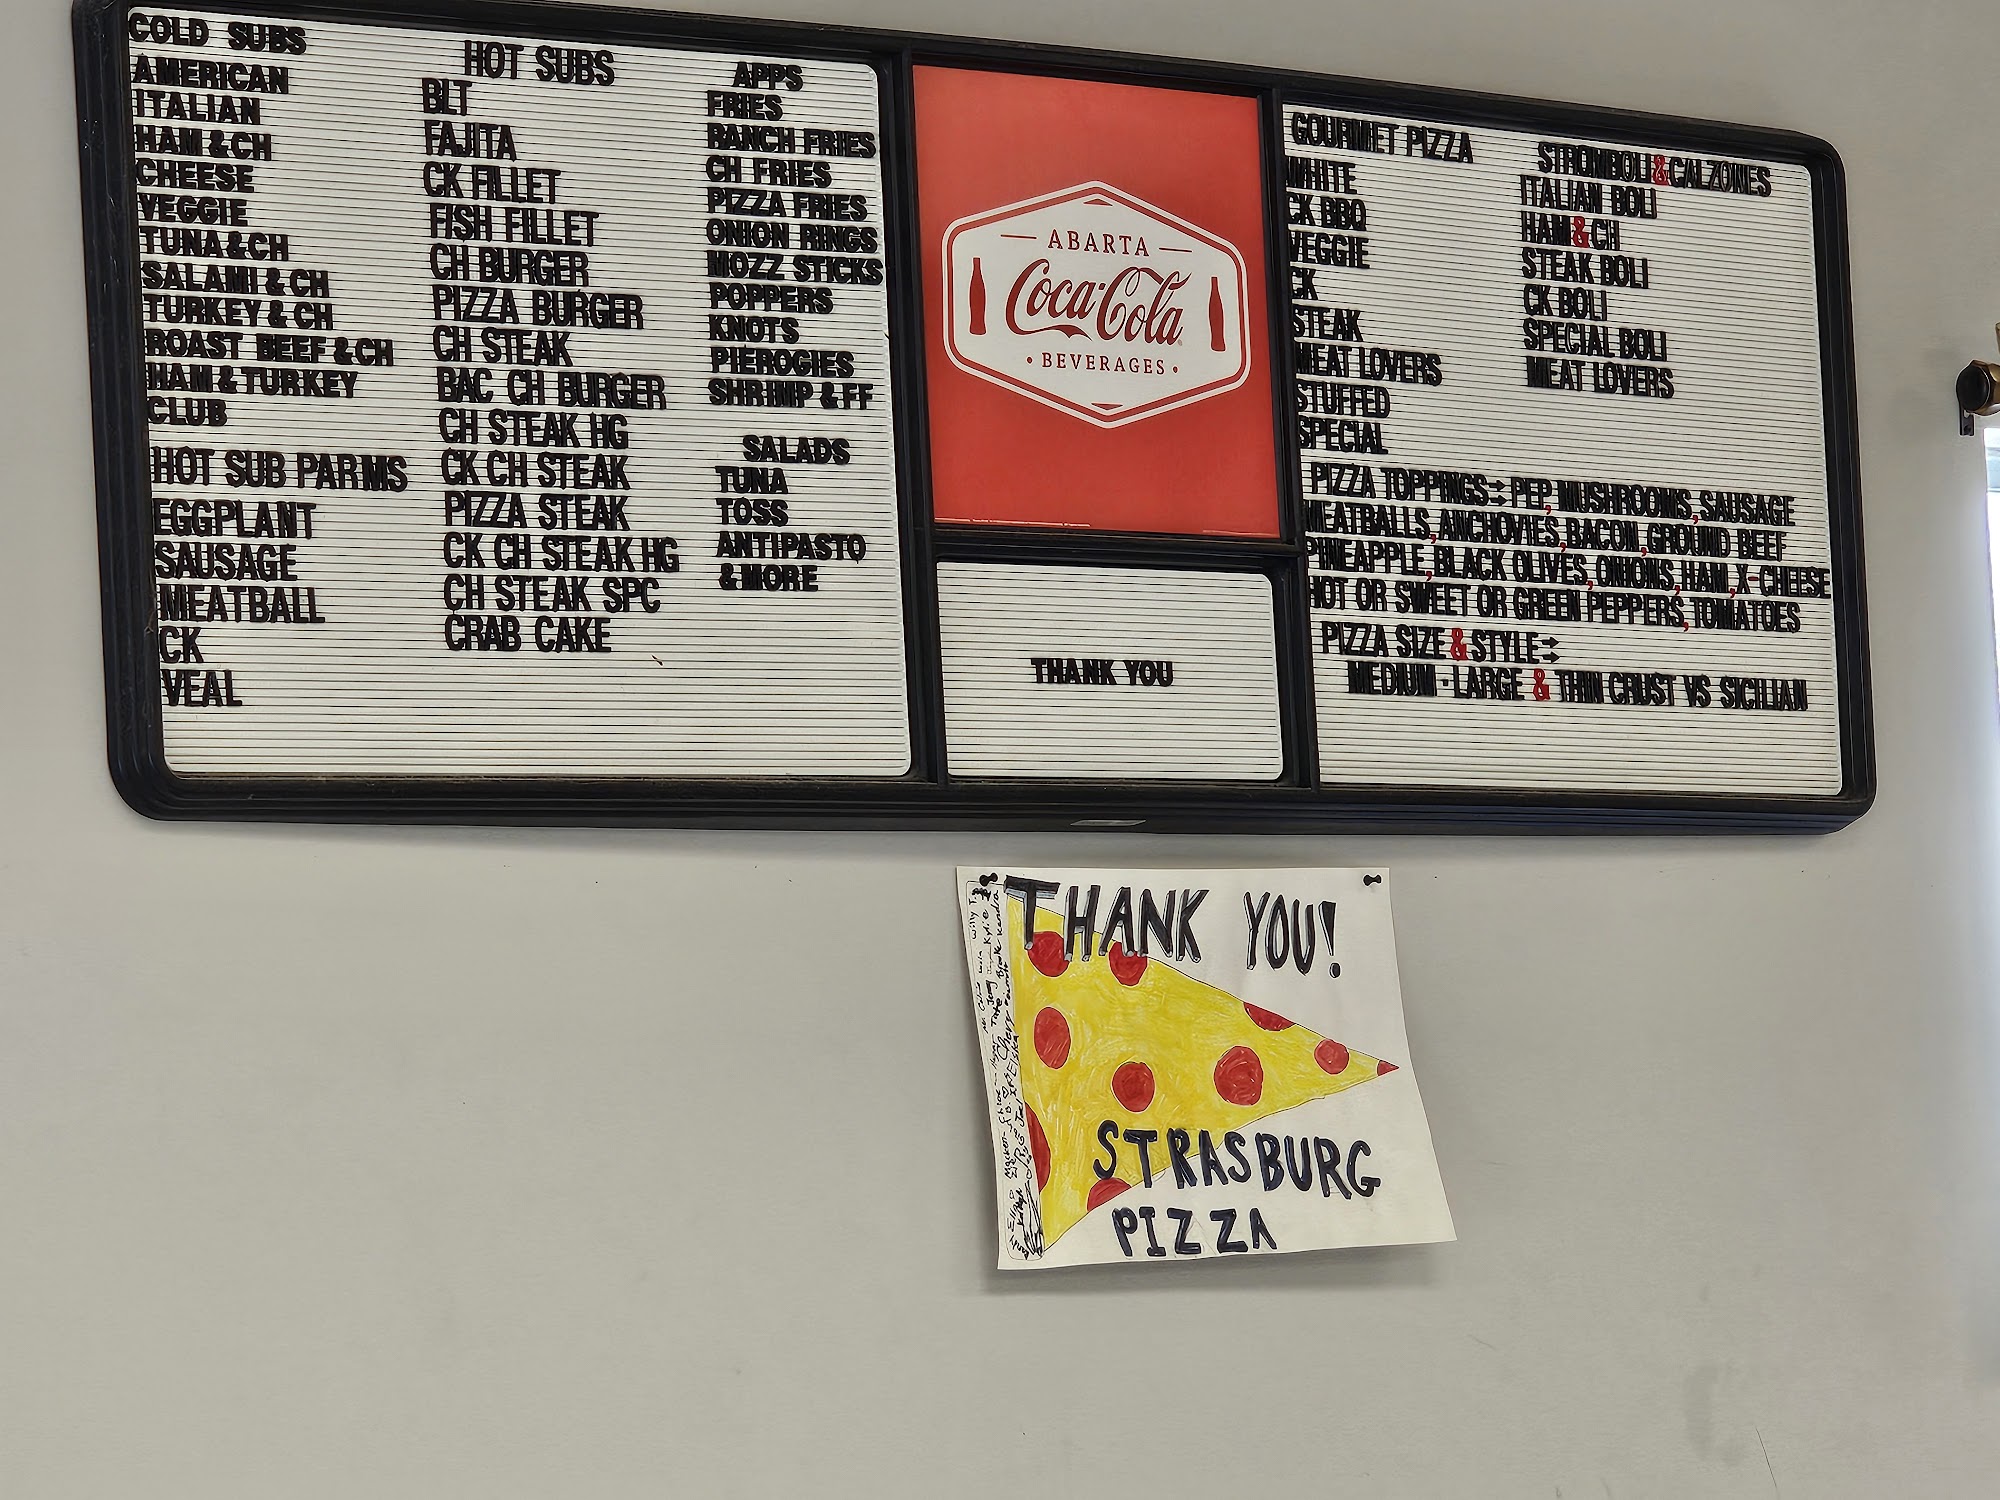 COLD SUBS
AMERICAN
ITALIAN
HAM & CH
CHEESE
VEGGIE
TUNA & CH
SALAMI & CH
TURKEY & CH
ROAST BEEF & CH
HAM & TURKEY
CLUB
HOT SUB PARMS
EGGPLANT
SAUSAGE
MEATBALL
CK
VEAL
HOT SUBS
BLT
FAJITA
CK FILLET
FISH FILLET
CH BURGER
PIZZA BURGER
CH STEAK
BAC CH BURGER
CH STEAK HG
CK CH STEAK
PIZZA STEAK
CK CH STEAK HG
CH STEAK SPC
CRAB CAKE
APPS
FRIES
RANCH FRIES
CH FRIES
PIZZA FRIES
ONION RINGS
MOZZ STICKS
POPPERS
KNOTS
PIEROGIES
SHRIMP & FF
SALADS
TUNA
TOSS
ANTIPASTO
& MORE
ABARTA
Coca-Cola
• BEVERAGES •
THANK YOU
GOURMET PIZZA
WHITE
CK BBQ
VEGGIE
CK
STEAK
MEAT LOVERS
STUFFED
SPECIAL
STROMBOLI & CALZONES
ITALIAN BOLI
HAM & CH
STEAK BOLI
CK BOLI
SPECIAL BOLI
MEAT LOVERS
PIZZA TOPPINGS⇉PEP, MUSHROOMS, SAUSAGE
MEATBALLS, ANCHOVIES, BACON, GROUND BEEF
PINEAPPLE, BLACK OLIVES, ONIONS, HAM, X-CHEESE
HOT OR SWEET OR GREEN PEPPERS, TOMATOES
PIZZA SIZE & STYLE⇉
MEDIUM - LARGE & THIN CRUST VS SICILIAN
THANK YOU!
STRASBURG
PIZZA